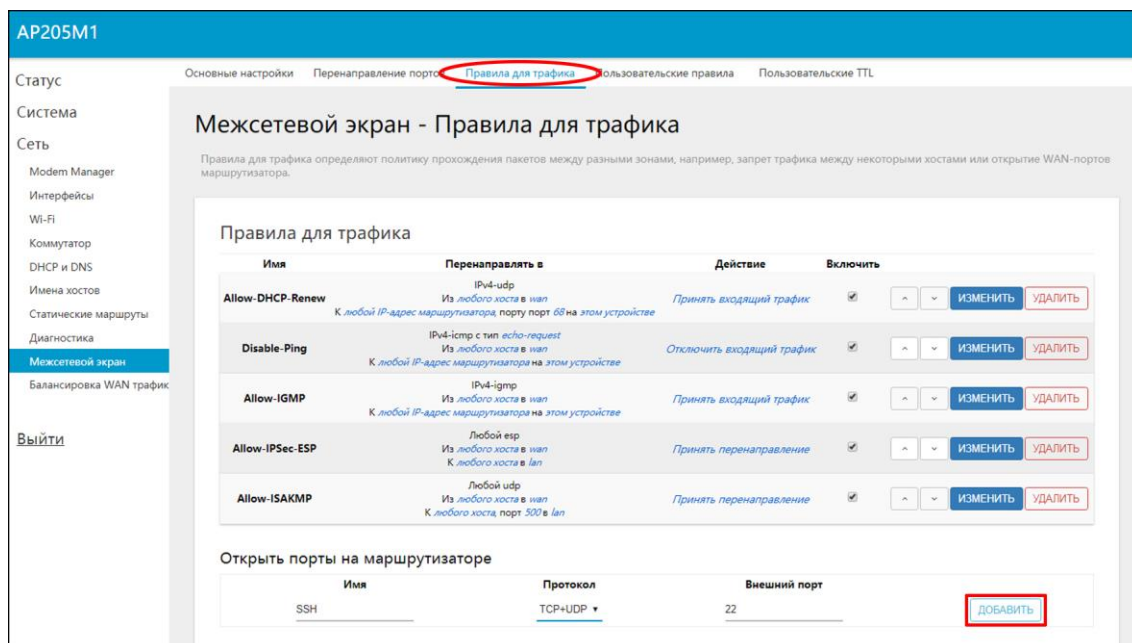 AP205M1
Основные настройки Перенаправление порто Правила для трафика Пользовательские правила Пользовательские TTL
Статус
Система
Сеть
Modem Manager
Интерфейсы
Wi-Fi
Коммутатор
DHCP и DNS
Имена хостов
Статические маршруты
Диагностика
Межсетевой экран
Балансировка WAN трафик
Выйти
Межсетевой экран - Правила для трафика
Правила для трафика определяют политику прохождения пакетов между разными зонами, например, запрет трафика между некоторыми хостами или открытие WAN-портов
маршрутизатора.
Правила для трафика
Имя Перенаправлять в Действие Включить
IPv4-udp
Из любого хоста в wan
К любой IP-адрес маршрутизатора, порту порт 68 на этом устройстве
Allow-DHCP-Renew Принять входящий трафик ИЗМЕНИТЬ УДАЛИТЬ
IPv4-icmp с тип echo-request
Из любого хоста в wan
К любой IP-адрес маршрутизатора на этом устройстве
Disable-Ping Отключить входящий трафик ИЗМЕНИТЬ УДАЛИТЬ
IPv4-igmp
Из любого хоста в wan
К любой IP-адрес маршрутизатора на этом устройстве
Allow-IGMP Принять входящий трафик ИЗМЕНИТЬ УДАЛИТЬ
Любой esp
Из любого хоста в wan
К любого хоста в lan
Allow-IPSec-ESP Принять перенаправление ИЗМЕНИТЬ УДАЛИТЬ
Любой udp
Из любого хоста в wan
К любого хоста, порт 500 в lan
Allow-ISAKMP Принять перенаправление ИЗМЕНИТЬ УДАЛИТЬ
Открыть порты на маршрутизаторе
Имя Протокол Внешний порт
SSH TCP+UDP 22 ДОБАВИТЬ